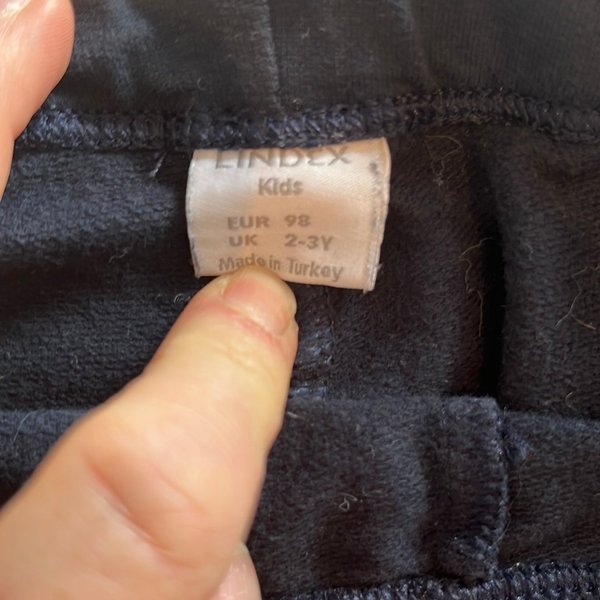 LINDEX
Kids
EUR 98
UK 2-3Y
Made in Turkey